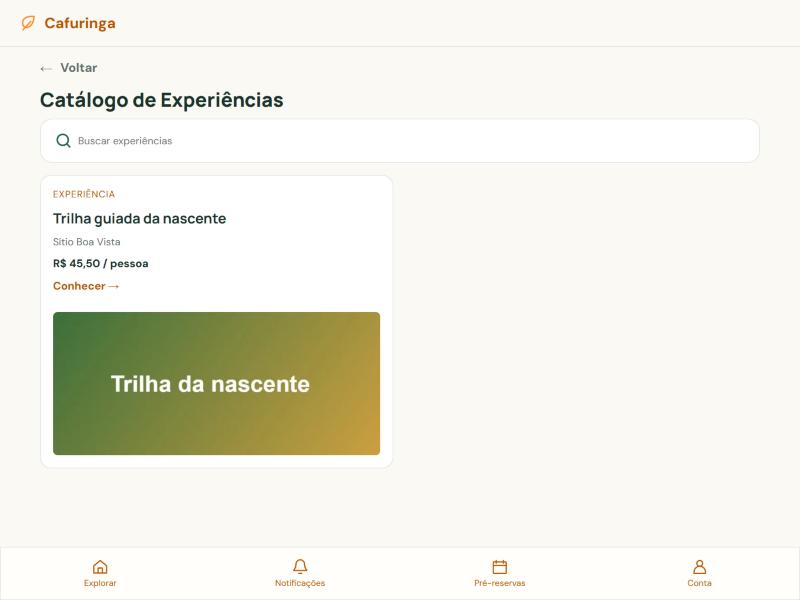 Cafuringa
← Voltar
Catálogo de Experiências
Buscar experiências
EXPERIÊNCIA
Trilha guiada da nascente
Sítio Boa Vista
R$ 45,50 / pessoa
Conhecer →
Trilha da nascente
Explorar
Notificações
Pré-reservas
Conta